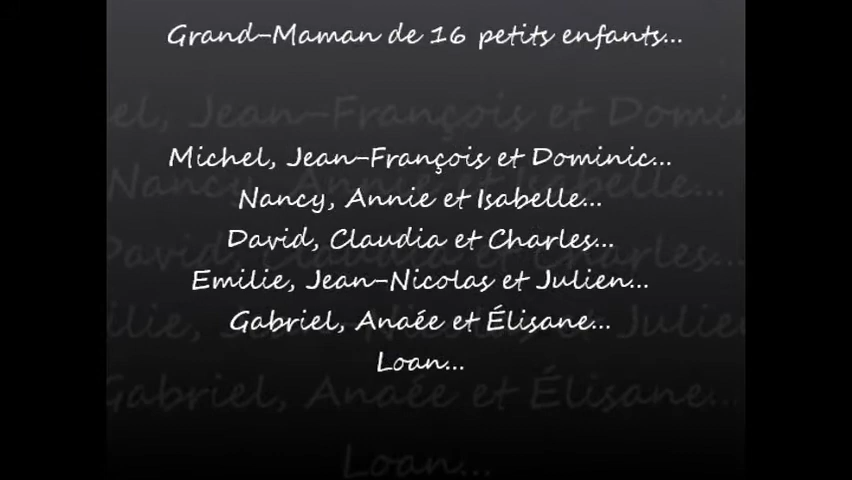 Grand-Maman de 16 petits enfants...
Michel, Jean-François et Dominic...
Nancy, Annie et Isabelle...
David, Claudia et Charles...
Emilie, Jean-Nicolas et Julien...
Gabriel, Anaée et Élisane...
Loan...